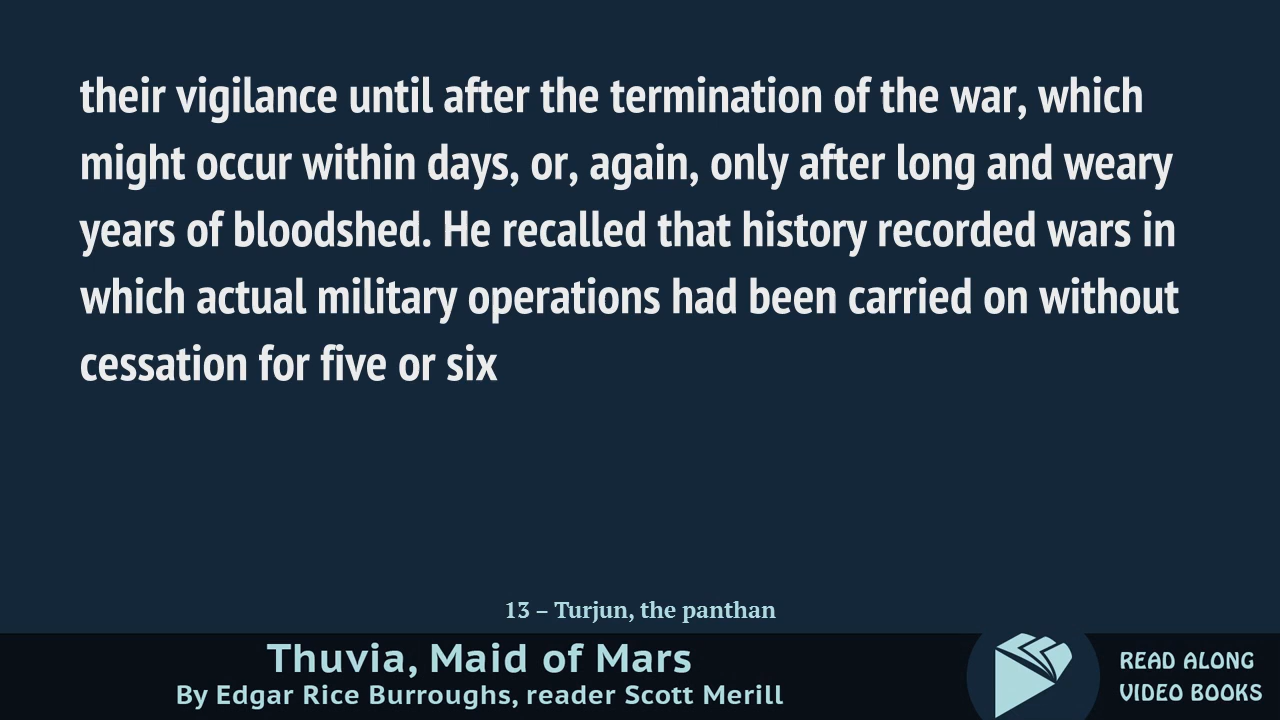 their vigilance until after the termination of the war, which
might occur within days, or, again, only after long and weary
years of bloodshed. He recalled that history recorded wars in
which actual military operations had been carried on without
cessation for five or six
13 – Turjun, the panthan
Thuvia, Maid of Mars
By Edgar Rice Burroughs, reader Scott Merill
READ ALONG
VIDEO BOOKS